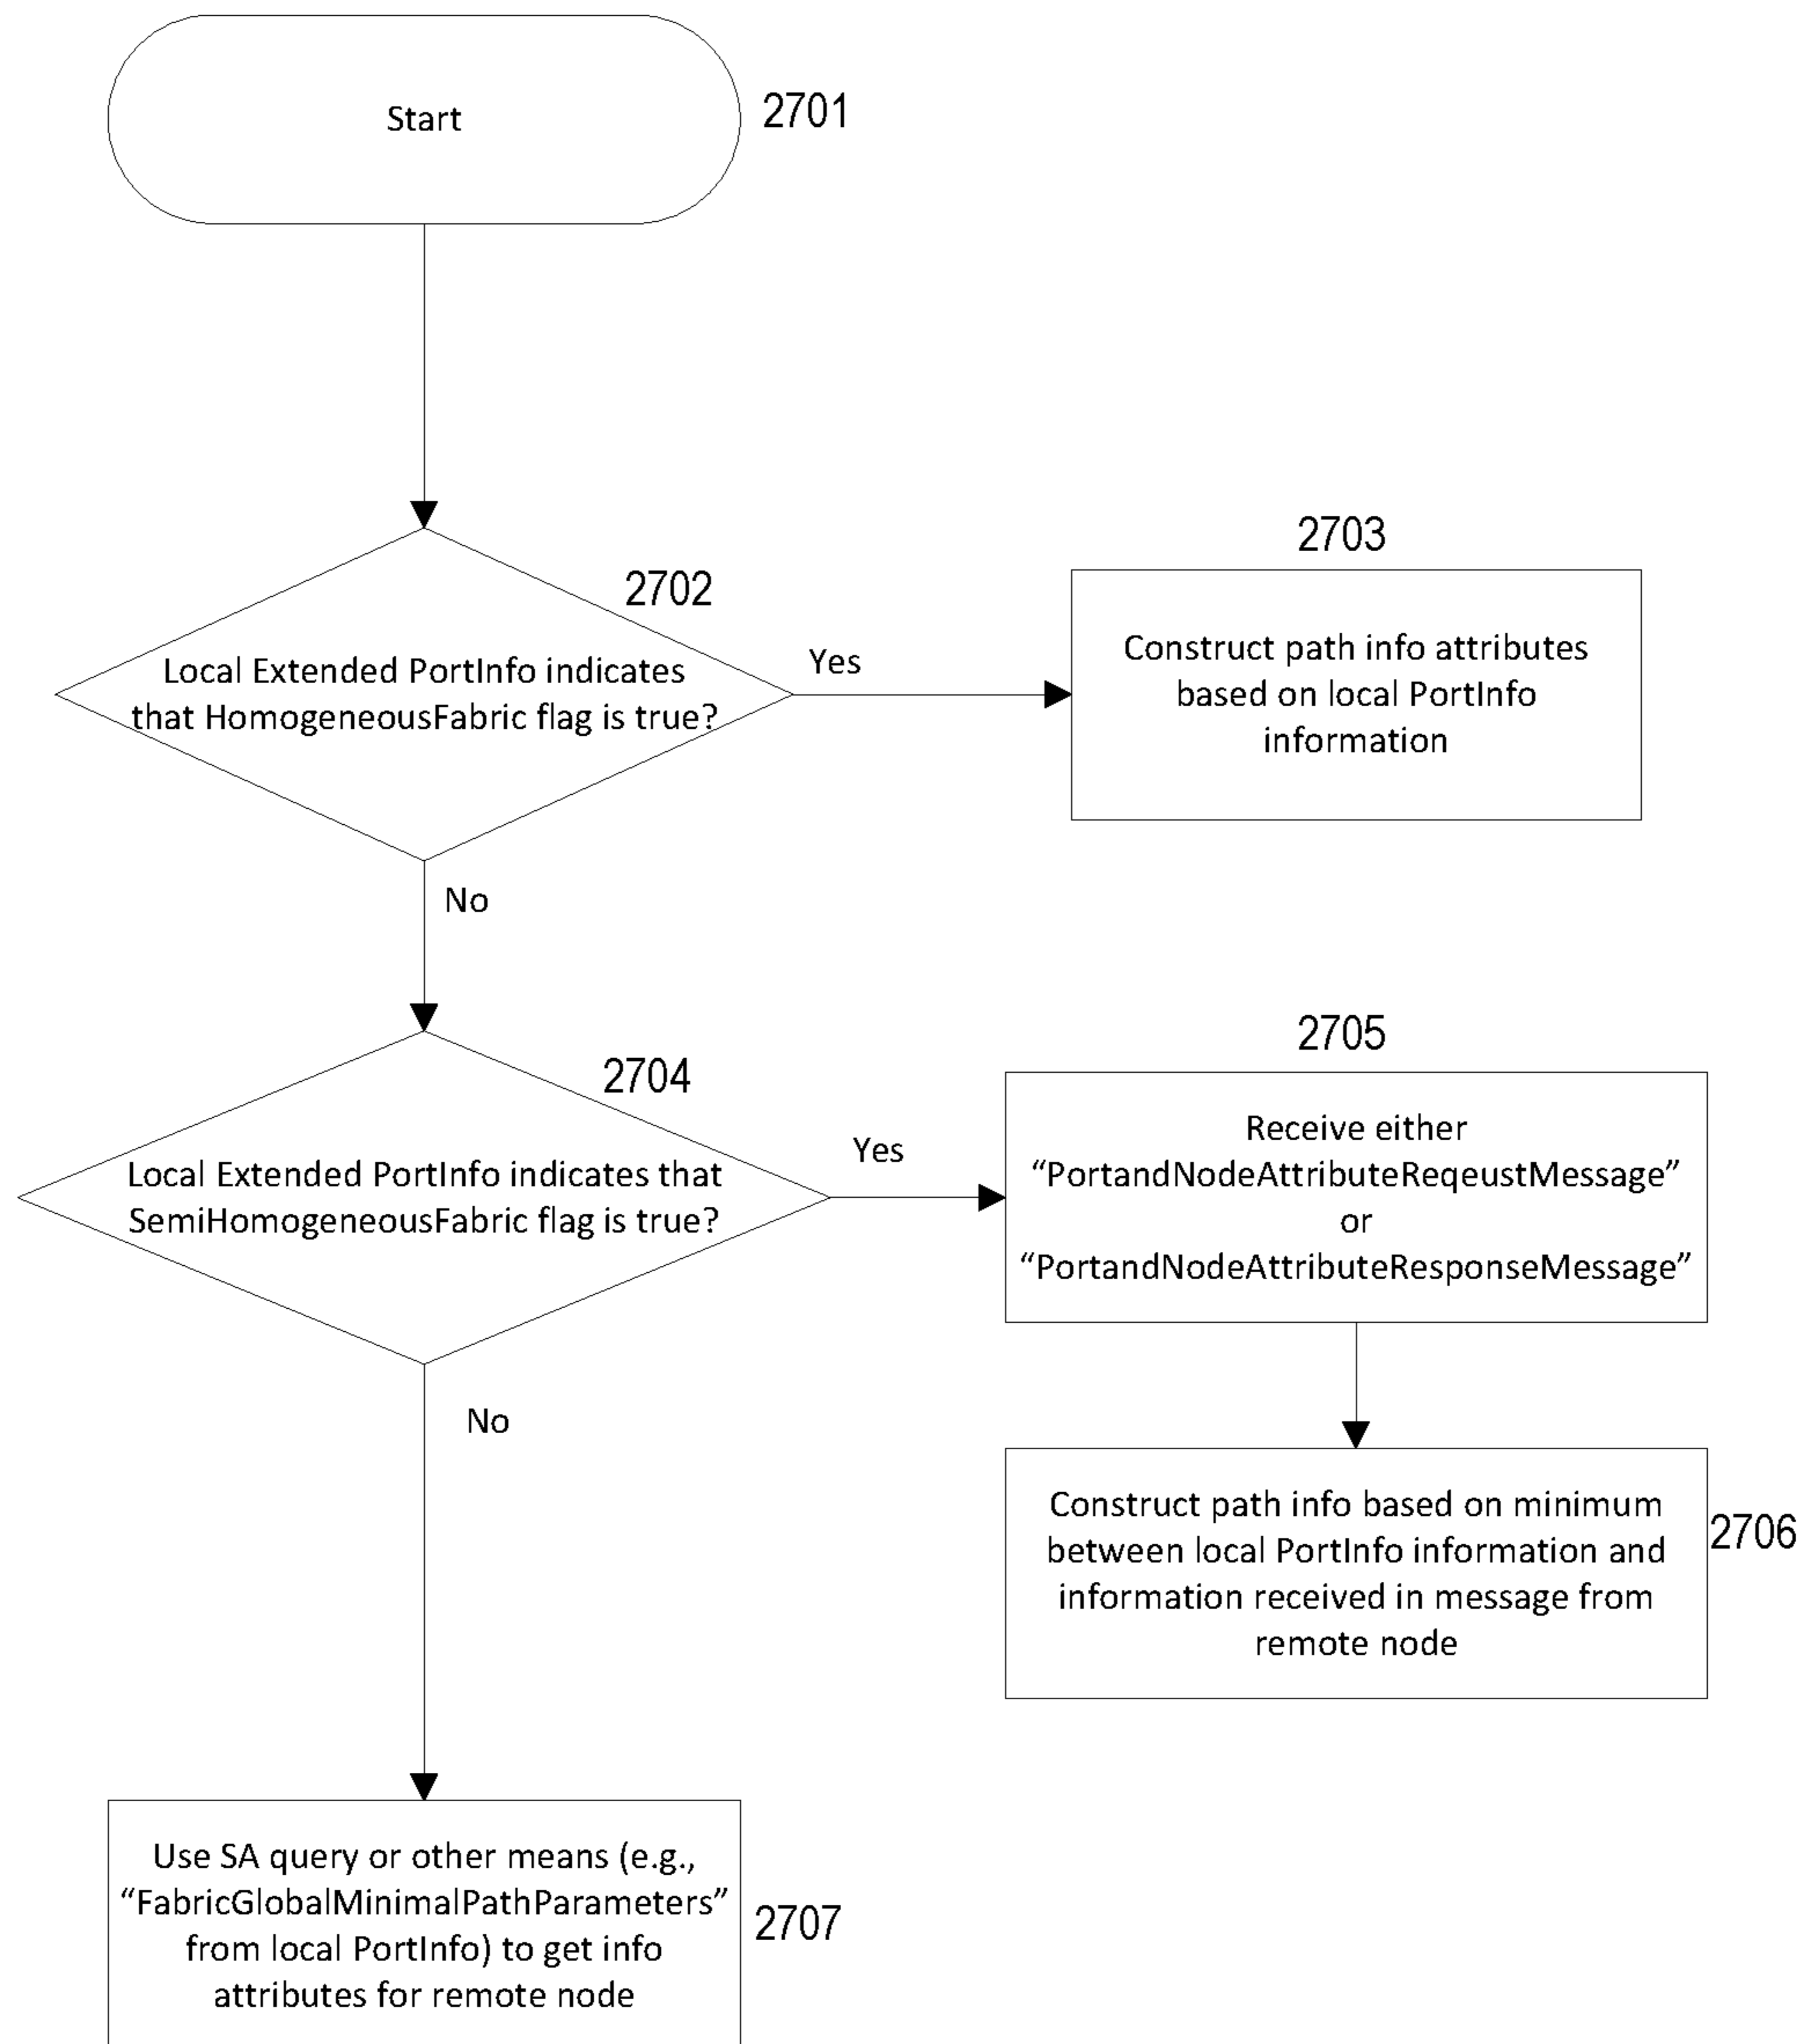 Start
2701
2702
Local Extended PortInfo indicates
that HomogeneousFabric flag is true?
Yes
2703
Construct path info attributes
based on local PortInfo
information
No
2704
Local Extended PortInfo indicates that
SemiHomogeneousFabric flag is true?
Yes
2705
Receive either
“PortandNodeAttributeReqeustMessage”
or
“PortandNodeAttributeResponseMessage”
Construct path info based on minimum
between local PortInfo information and
information received in message from
remote node
2706
No
Use SA query or other means (e.g.,
“FabricGlobalMinimalPathParameters”
from local PortInfo) to get info
attributes for remote node
2707